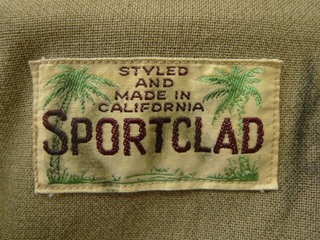 STYLED
AND
MADE IN
CALIFORNIA
SPORTCLAD